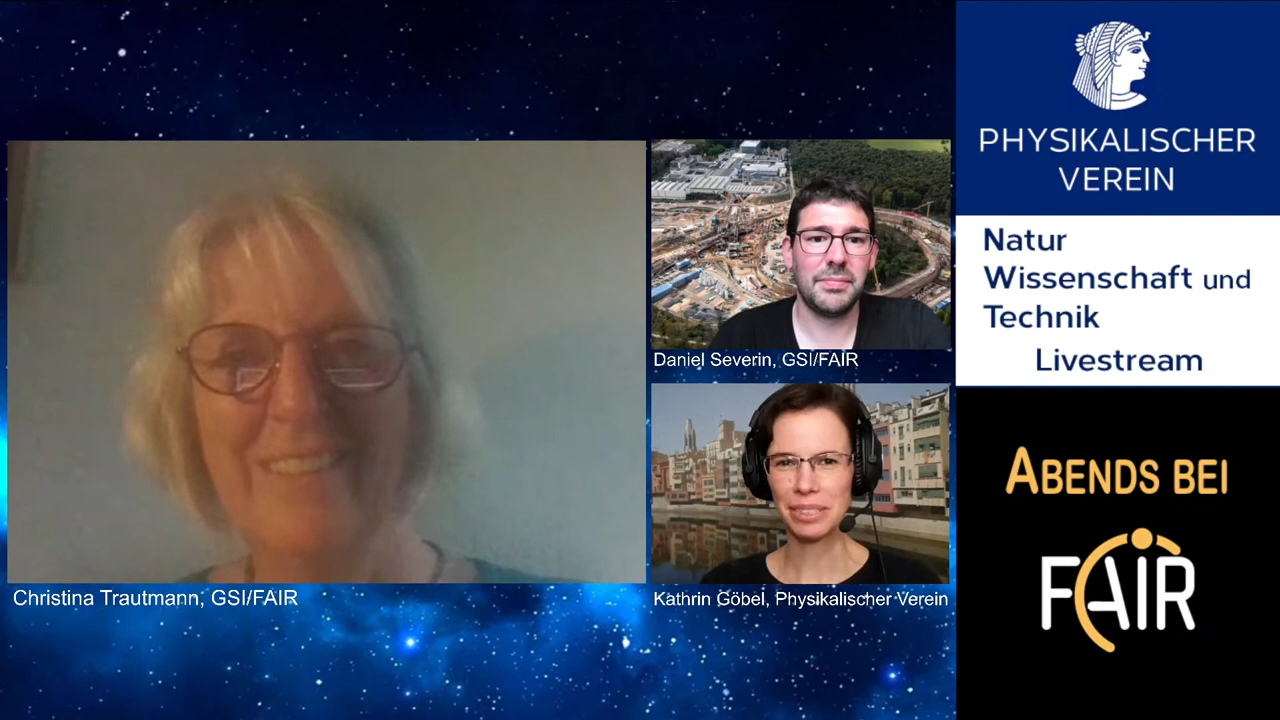 Christina Trautmann, GSI/FAIR
Daniel Severin, GSI/FAIR
Kathrin Göbel, Physikalischer Verein
PHYSIKALISCHER
VEREIN
Natur
Wissenschaft und
Technik
Livestream
ABENDS BEI
FAIR